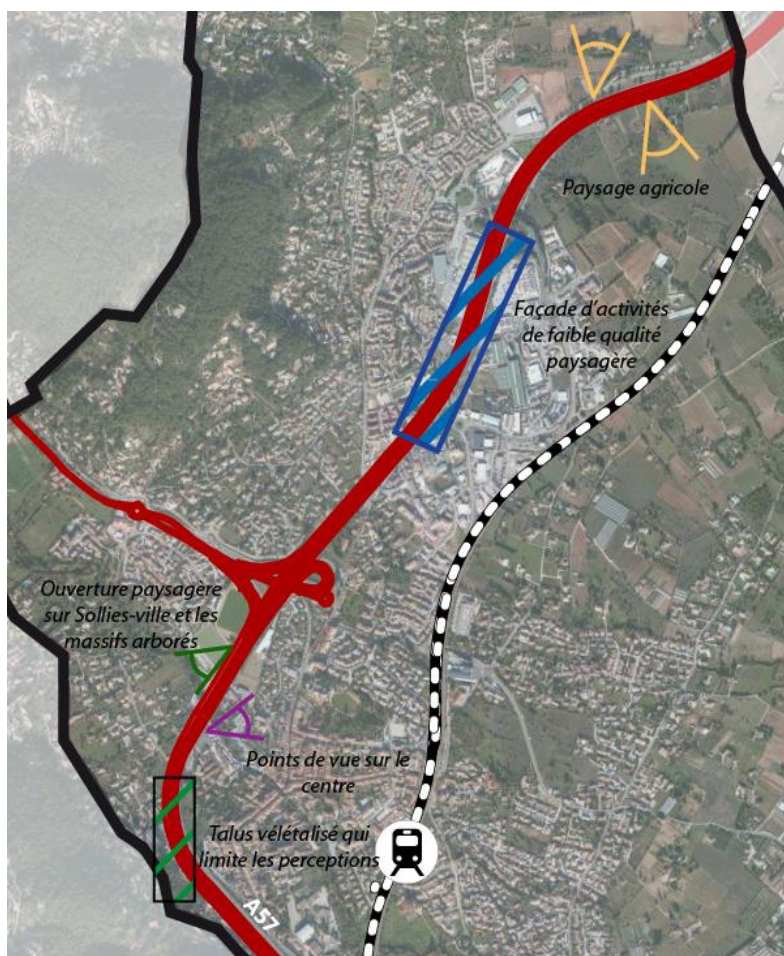 Paysage agricole
Façade d'activités
de faible qualité
paysagère
Ouverture paysagère
sur Sollies-ville et les
massifs arborés
Points de vue sur le
centre
Talus vélétalisé qui
limite les perceptions
A57